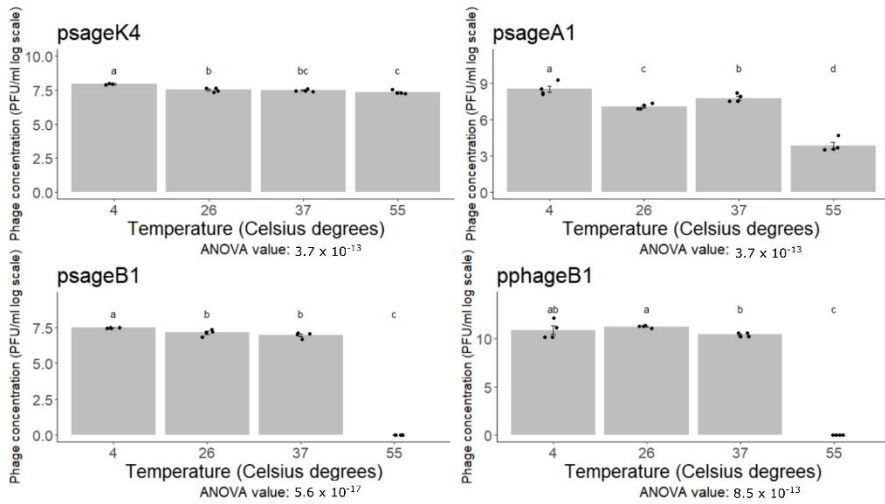 psageK4
Phage concentration (PFU/ml log scale)
10.0
7.5
5.0
2.5
0.0
a b bc c
4 26 37 55
Temperature (Celsius degrees)
ANOVA value: 3.7 x 10⁻¹³
psageA1
Phage concentration (PFU/ml log scale)
9
6
3
0
a c b d
4 26 37 55
Temperature (Celsius degrees)
ANOVA value: 3.7 x 10⁻¹³
psageB1
Phage concentration (PFU/ml log scale)
7.5
5.0
2.5
0.0
a b b c
4 26 37 55
Temperature (Celsius degrees)
ANOVA value: 5.6 x 10⁻¹⁷
pphageB1
Phage concentration (PFU/ml log scale)
10
5
0
ab a b c
4 26 37 55
Temperature (Celsius degrees)
ANOVA value: 8.5 x 10⁻¹³